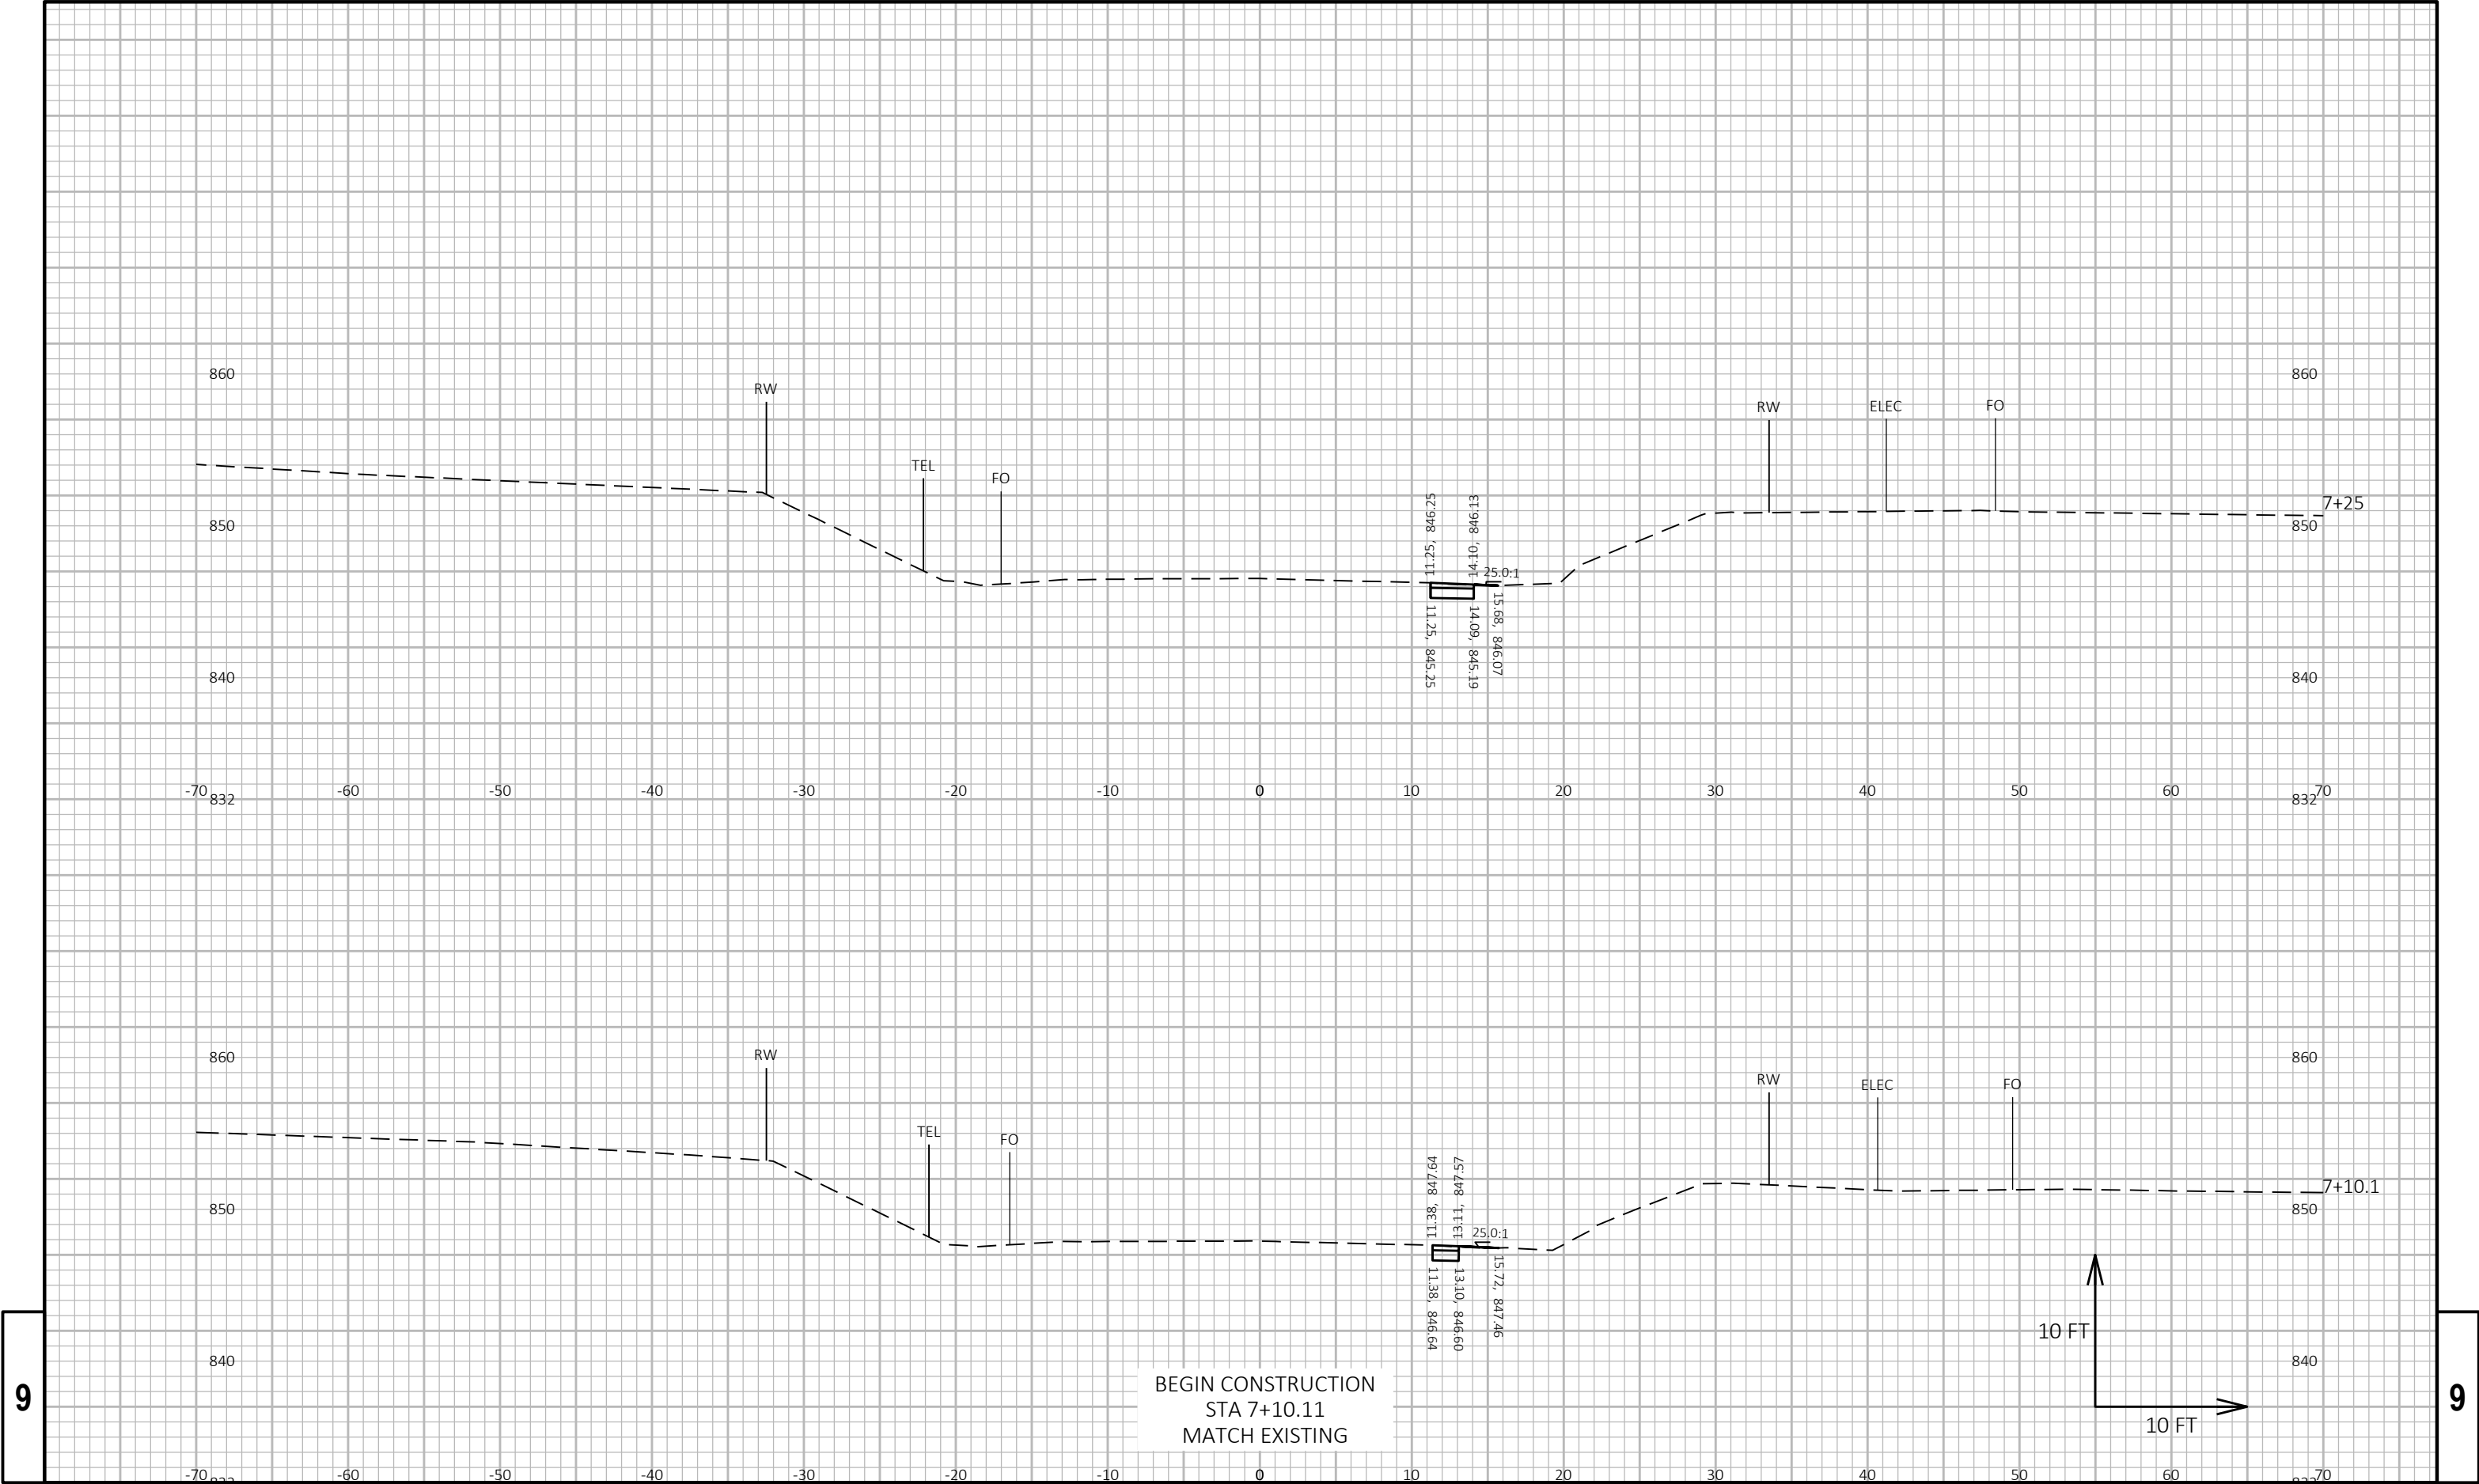 860 860
RW
RW ELEC FO
TEL
FO
11.25, 846.25
14.10, 846.13
7+25
850 850
25.0:1
11.25, 845.25
14.09, 845.19
15.68, 846.07
840 840
-70 -60 -50 -40 -30 -20 -10 0 10 20 30 40 50 60 70
832 832
860 860
RW
RW ELEC FO
TEL
FO
11.38, 847.64
13.11, 847.57
7+10.1
850 850
25.0:1
11.38, 846.64
13.10, 846.60
15.72, 847.46
10 FT
840 840
BEGIN CONSTRUCTION
STA 7+10.11
MATCH EXISTING
10 FT
9 9
-70 -60 -50 -40 -30 -20 -10 0 10 20 30 40 50 60 70